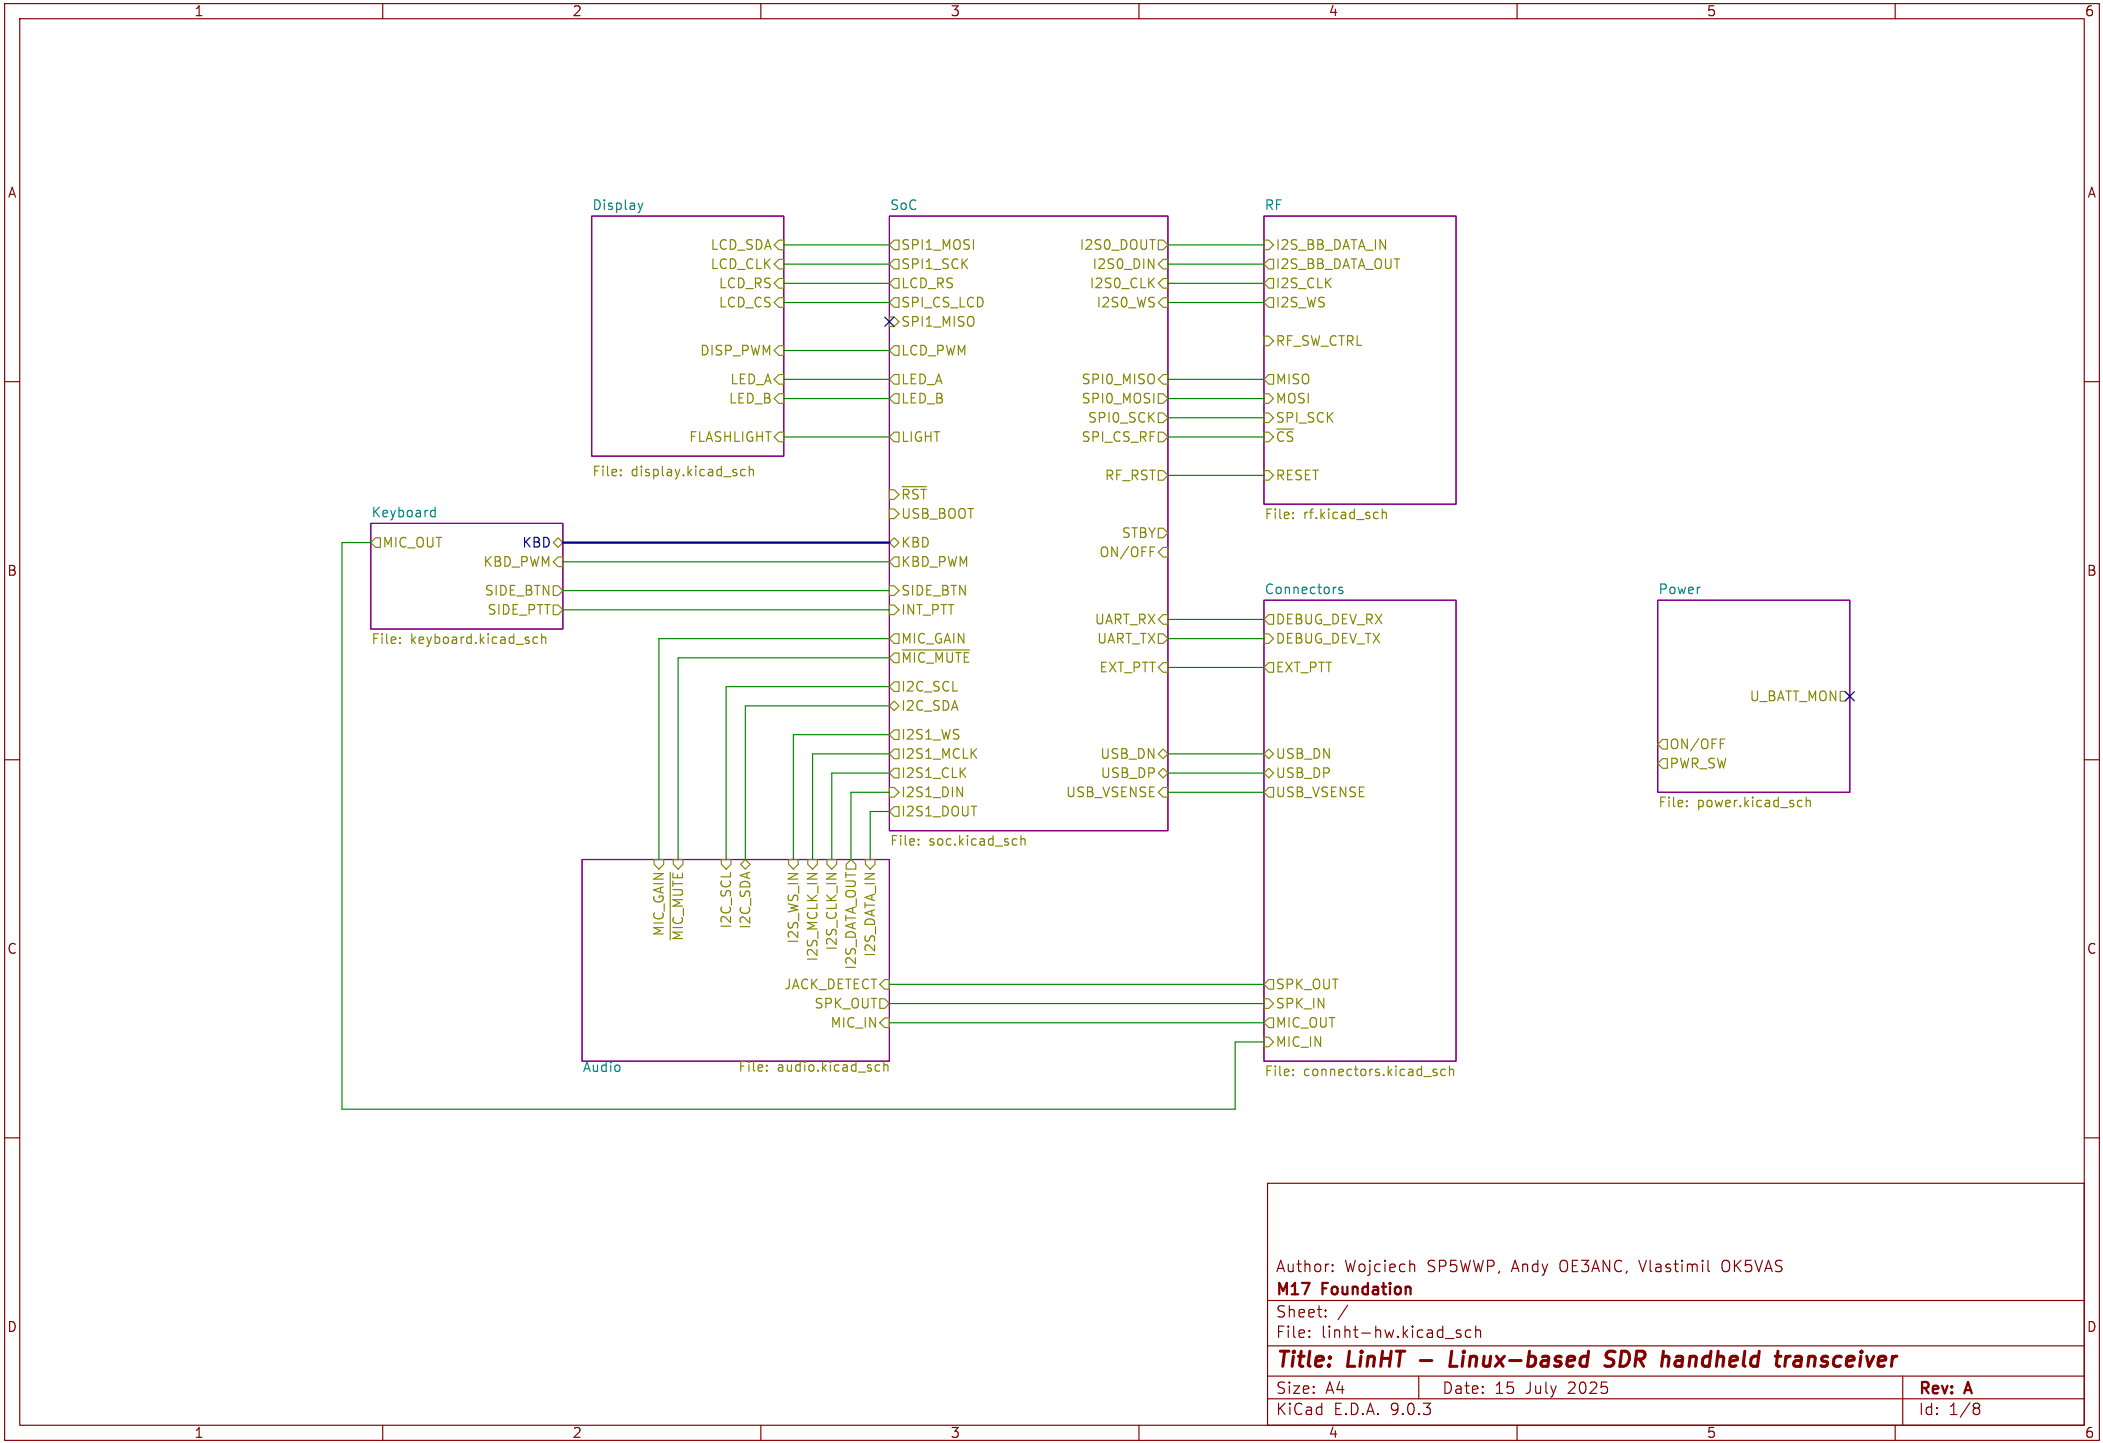 1 2 3 4 5 6
A A
B B
C C
D D
1 2 3 4 5 6
Display
LCD_SDA
LCD_CLK
LCD_RS
LCD_CS
DISP_PWM
LED_A
LED_B
FLASHLIGHT
File: display.kicad_sch
SoC
SPI1_MOSI
SPI1_SCK
LCD_RS
SPI_CS_LCD
SPI1_MISO
LCD_PWM
LED_A
LED_B
LIGHT
RST
USB_BOOT
KBD
KBD_PWM
SIDE_BTN
INT_PTT
MIC_GAIN
MIC_MUTE
I2C_SCL
I2C_SDA
I2S1_WS
I2S1_MCLK
I2S1_CLK
I2S1_DIN
I2S1_DOUT
I2S0_DOUT
I2S0_DIN
I2S0_CLK
I2S0_WS
SPI0_MISO
SPI0_MOSI
SPI0_SCK
SPI_CS_RF
RF_RST
STBY
ON/OFF
UART_RX
UART_TX
EXT_PTT
USB_DN
USB_DP
USB_VSENSE
File: soc.kicad_sch
RF
I2S_BB_DATA_IN
I2S_BB_DATA_OUT
I2S_CLK
I2S_WS
RF_SW_CTRL
MISO
MOSI
SPI_SCK
CS
RESET
File: rf.kicad_sch
Keyboard
MIC_OUT
KBD
KBD_PWM
SIDE_BTN
SIDE_PTT
File: keyboard.kicad_sch
Connectors
DEBUG_DEV_RX
DEBUG_DEV_TX
EXT_PTT
USB_DN
USB_DP
USB_VSENSE
SPK_OUT
SPK_IN
MIC_OUT
MIC_IN
File: connectors.kicad_sch
Power
U_BATT_MON
ON/OFF
PWR_SW
File: power.kicad_sch
MIC_GAIN
MIC_MUTE
I2C_SCL
I2C_SDA
I2S_WS_IN
I2S_MCLK_IN
I2S_CLK_IN
I2S_DATA_OUT
I2S_DATA_IN
JACK_DETECT
SPK_OUT
MIC_IN
Audio
File: audio.kicad_sch
Author: Wojciech SP5WWP, Andy OE3ANC, Vlastimil OK5VAS
M17 Foundation
Sheet: /
File: linht-hw.kicad_sch
Title: LinHT - Linux-based SDR handheld transceiver
Size: A4 Date: 15 July 2025 Rev: A
KiCad E.D.A. 9.0.3 Id: 1/8